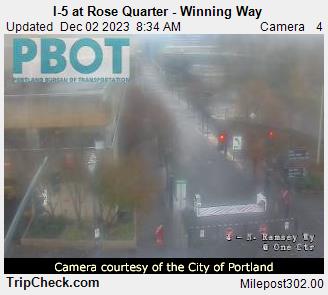 I-5 at Rose Quarter - Winning Way
Updated Dec 02 2023 8:34 AM Camera 4
PBOT
PORTLAND BUREAU OF TRANSPORTATION
4 - N. Ramsey Wy
@ One Ctr
Camera courtesy of the City of Portland
TripCheck.com Milepost302.00